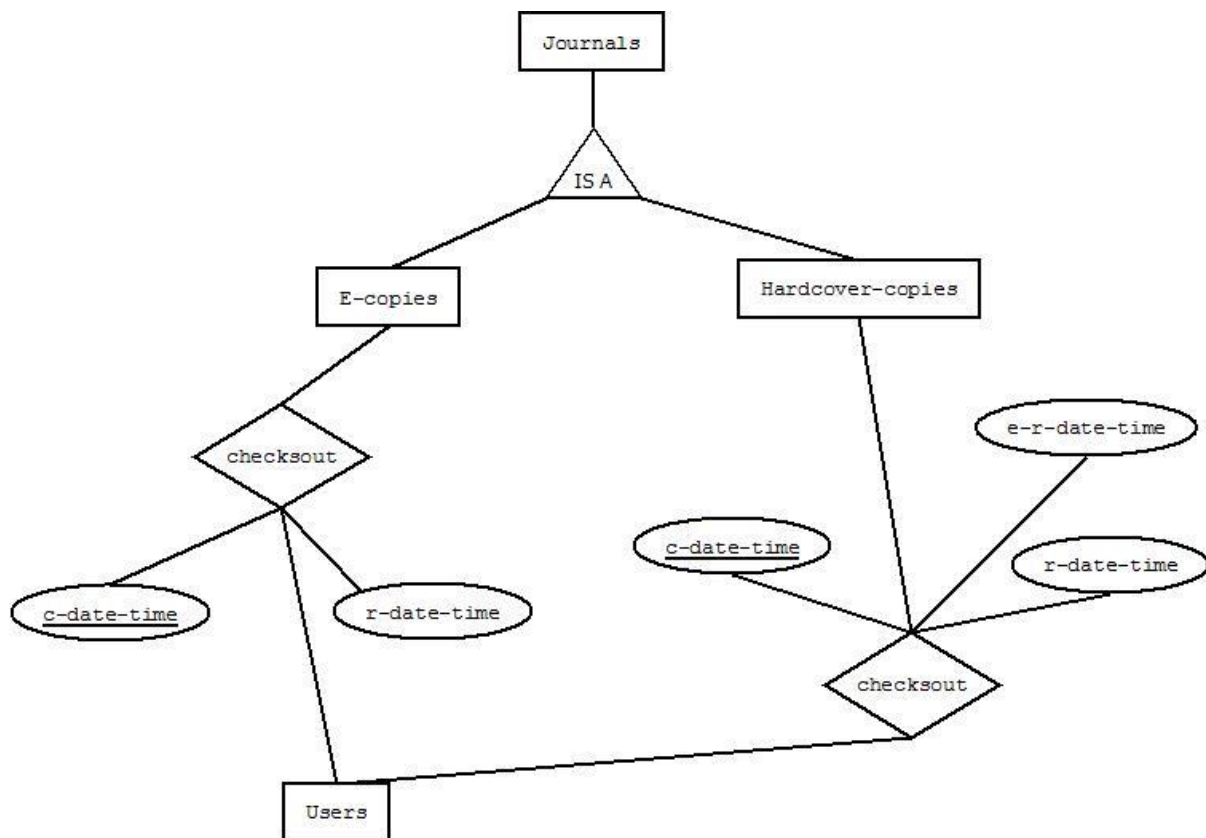 Journals
IS A
E-copies
Hardcover-copies
e-r-date-time
checksout
c-date-time
r-date-time
c-date-time
r-date-time
checksout
Users